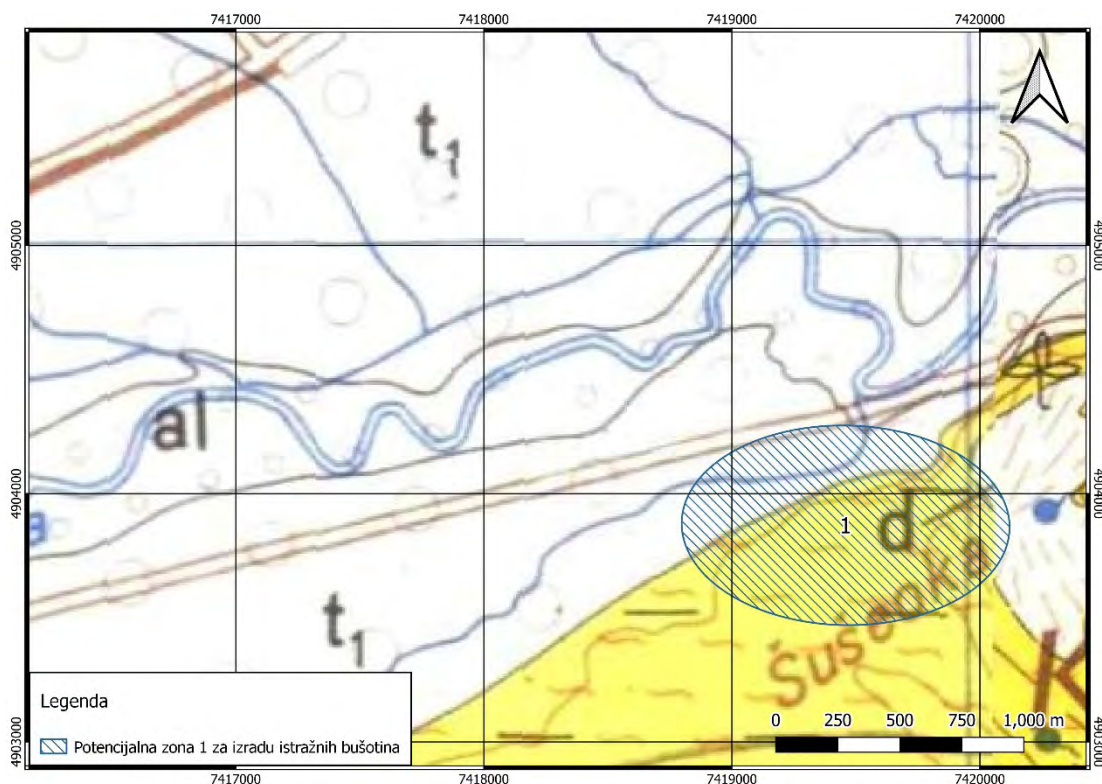 7417000 7418000 7419000 7420000
t₁
4905000 4905000
al
4904000 4904000
a
1
d
t₁
K
Legenda
Potencijalna zona 1 za izradu istražnih bušotina
0 250 500 750 1,000 m
4903000 4903000
7417000 7418000 7419000 7420000